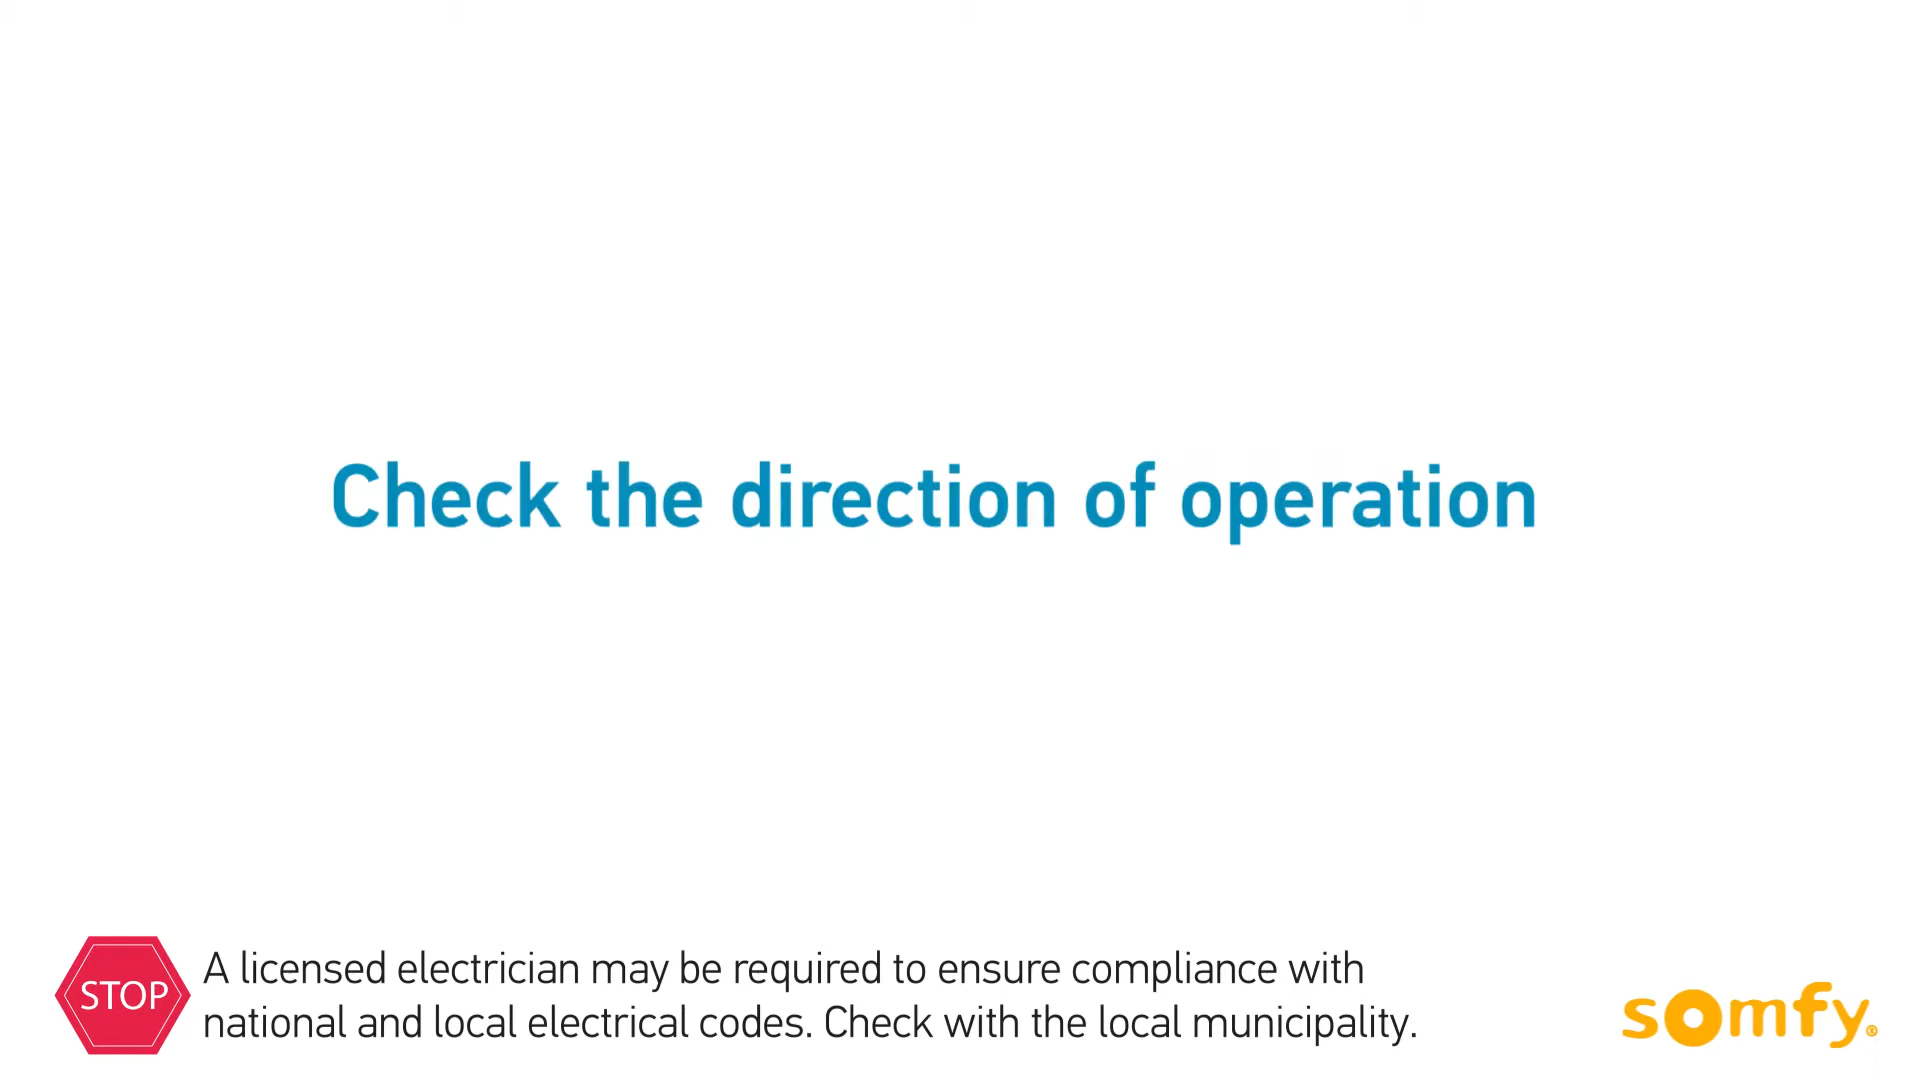 Check the direction of operation
STOP
A licensed electrician may be required to ensure compliance with
national and local electrical codes. Check with the local municipality.
somfy®